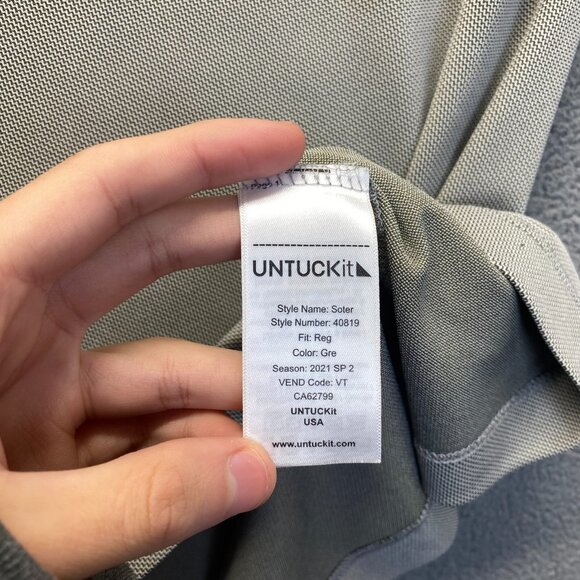 UNTUCKit
Style Name: Soter
Style Number: 40819
Fit: Reg
Color: Gre
Season: 2021 SP 2
VEND Code: VT
CA62799
UNTUCKit
USA
www.untuckit.com